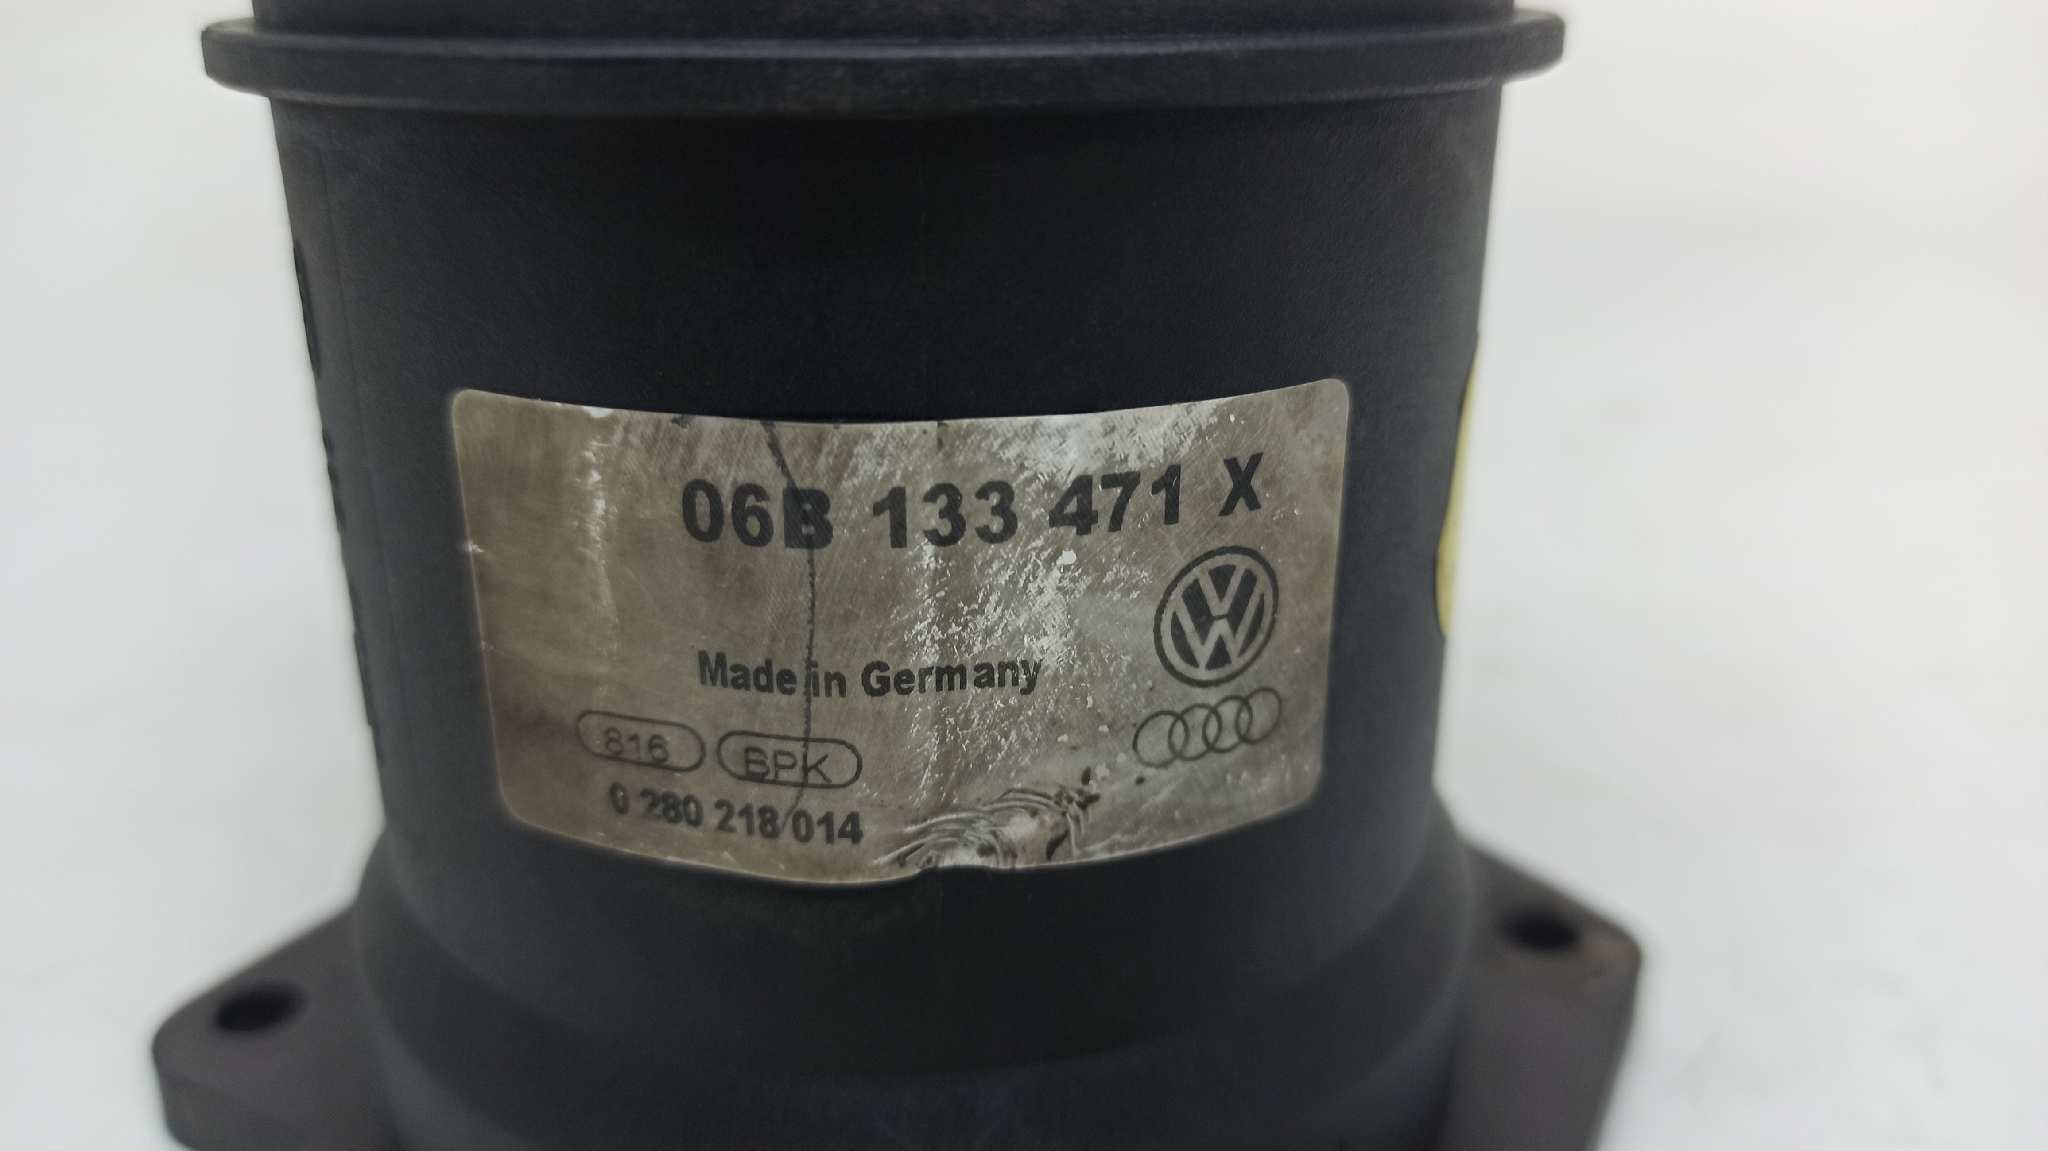 06B 133 471 X
Made in Germany
816 BPK
0 280 218 014